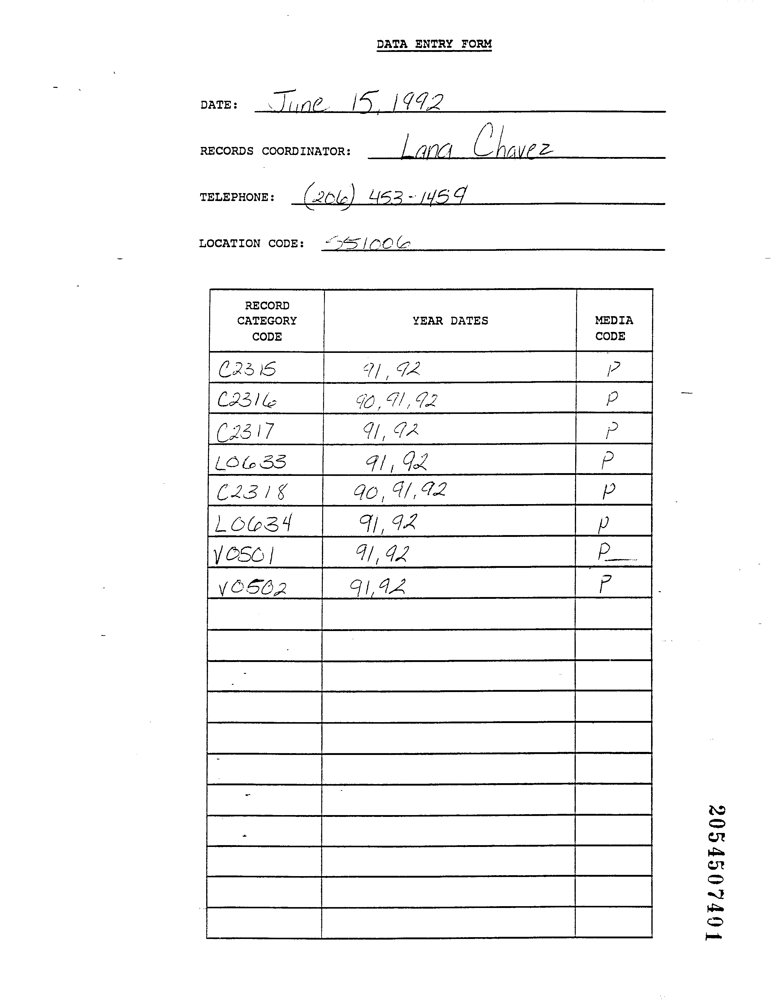 DATA ENTRY FORM
DATE: June 15, 1992
RECORDS COORDINATOR: Lana Chavez
TELEPHONE: (206) 453-1459
LOCATION CODE: 551006
RECORD CATEGORY CODE YEAR DATES MEDIA CODE
C2315 91, 92 P
C2316 90, 91, 92 P
C2317 91, 92 P
L0633 91, 92 P
C2318 90, 91, 92 P
L0634 91, 92 P
V0501 91, 92 P
V0502 91, 92 P
2054507401